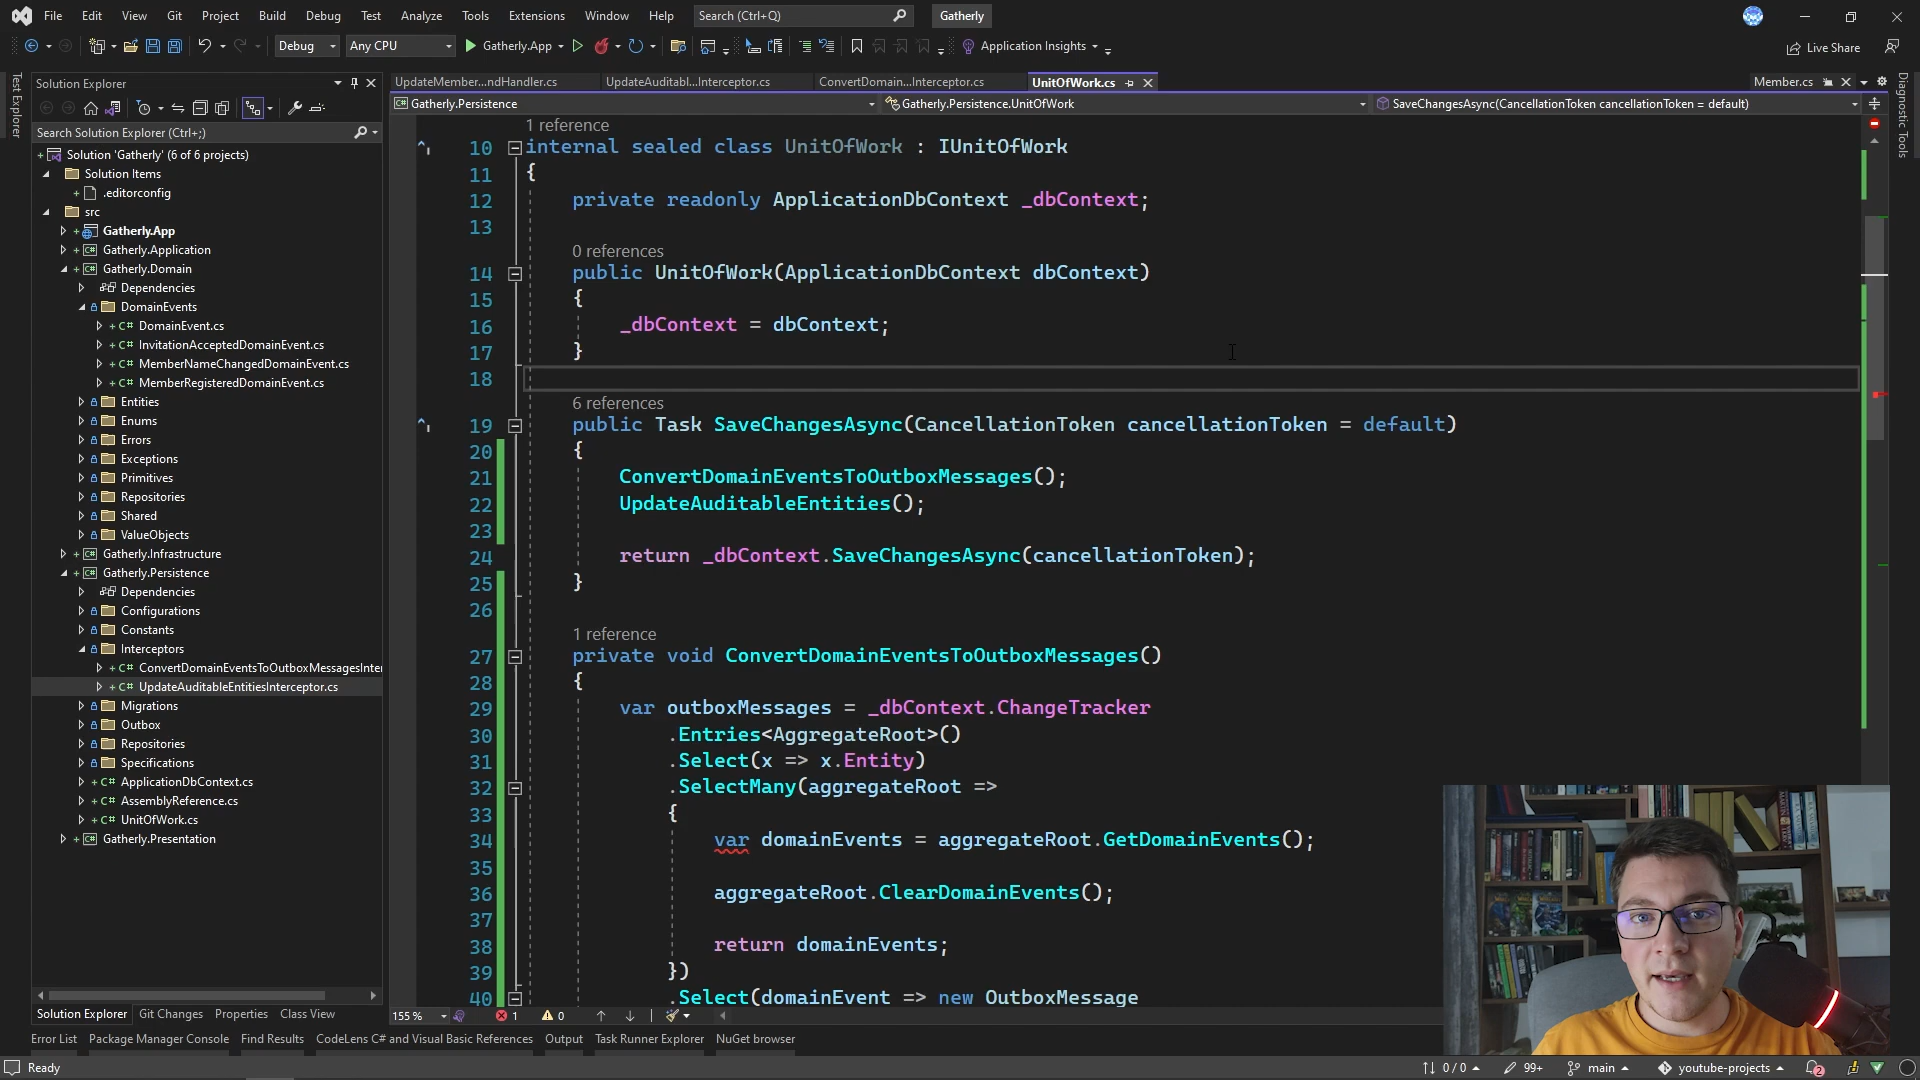 File Edit View Git Project Build Debug Test Analyze Tools Extensions Window Help Search (Ctrl+Q) Gatherly
Debug Any CPU Gatherly.App Application Insights Live Share
Test Explorer
Solution Explorer
Search Solution Explorer (Ctrl+;)
Solution 'Gatherly' (6 of 6 projects)
Solution Items
.editorconfig
src
Gatherly.App
Gatherly.Application
Gatherly.Domain
Dependencies
DomainEvents
C# DomainEvent.cs
C# InvitationAcceptedDomainEvent.cs
C# MemberNameChangedDomainEvent.cs
C# MemberRegisteredDomainEvent.cs
Entities
Enums
Errors
Exceptions
Primitives
Repositories
Shared
ValueObjects
Gatherly.Infrastructure
Gatherly.Persistence
Dependencies
Configurations
Constants
Interceptors
C# ConvertDomainEventsToOutboxMessagesInter
C# UpdateAuditableEntitiesInterceptor.cs
Migrations
Outbox
Repositories
Specifications
C# ApplicationDbContext.cs
C# AssemblyReference.cs
C# UnitOfWork.cs
Gatherly.Presentation
Solution Explorer Git Changes Properties Class View
UpdateMember...ndHandler.cs UpdateAuditabl...Interceptor.cs ConvertDomain...Interceptor.cs UnitOfWork.cs Member.cs
Gatherly.Persistence Gatherly.Persistence.UnitOfWork SaveChangesAsync(CancellationToken cancellationToken = default)
Diagnostic Tools
1 reference
10 internal sealed class UnitOfWork : IUnitOfWork
11 {
12 private readonly ApplicationDbContext _dbContext;
13
0 references
14 public UnitOfWork(ApplicationDbContext dbContext)
15 {
16 _dbContext = dbContext;
17 }
18
6 references
19 public Task SaveChangesAsync(CancellationToken cancellationToken = default)
20 {
21 ConvertDomainEventsToOutboxMessages();
22 UpdateAuditableEntities();
23
24 return _dbContext.SaveChangesAsync(cancellationToken);
25 }
26
1 reference
27 private void ConvertDomainEventsToOutboxMessages()
28 {
29 var outboxMessages = _dbContext.ChangeTracker
30 .Entries<AggregateRoot>()
31 .Select(x => x.Entity)
32 .SelectMany(aggregateRoot =>
33 {
34 var domainEvents = aggregateRoot.GetDomainEvents();
35
36 aggregateRoot.ClearDomainEvents();
37
38 return domainEvents;
39 })
40 .Select(domainEvent => new OutboxMessage
155 % 1 0
Error List Package Manager Console Find Results CodeLens C# and Visual Basic References Output Task Runner Explorer NuGet browser
Ready 0 / 0 99+ main youtube-projects 2